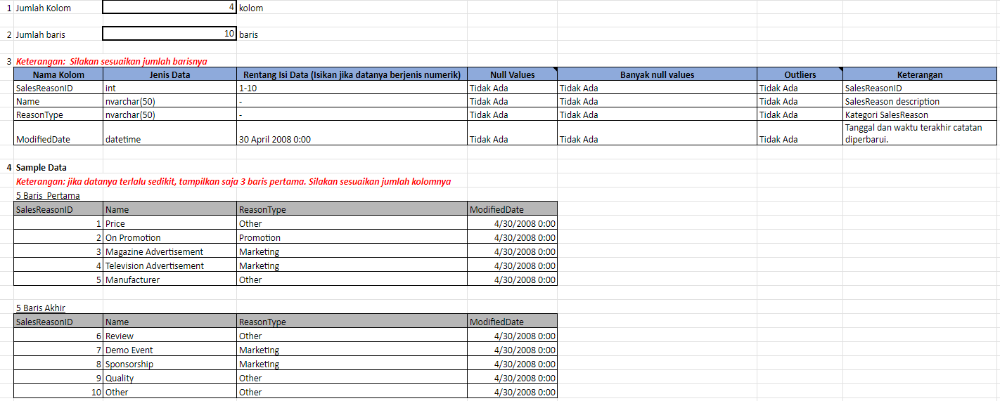 1 Jumlah Kolom 4 kolom
2 Jumlah baris 10 baris
3 Keterangan: Silakan sesuaikan jumlah barisnya
Nama Kolom Jenis Data Rentang Isi Data (Isikan jika datanya berjenis numerik) Null Values Banyak null values Outliers Keterangan
SalesReasonID int 1-10 Tidak Ada Tidak Ada Tidak Ada SalesReasonID
Name nvarchar(50) - Tidak Ada Tidak Ada Tidak Ada SalesReason description
ReasonType nvarchar(50) - Tidak Ada Tidak Ada Tidak Ada Kategori SalesReason
Tanggal dan waktu terakhir catatan
ModifiedDate datetime 30 April 2008 0:00 Tidak Ada Tidak Ada Tidak Ada diperbarui.
4 Sample Data
Keterangan: jika datanya terlalu sedikit, tampilkan saja 3 baris pertama. Silakan sesuaikan jumlah kolomnya
5 Baris Pertama
SalesReasonID Name ReasonType ModifiedDate
1 Price Other 4/30/2008 0:00
2 On Promotion Promotion 4/30/2008 0:00
3 Magazine Advertisement Marketing 4/30/2008 0:00
4 Television Advertisement Marketing 4/30/2008 0:00
5 Manufacturer Other 4/30/2008 0:00
5 Baris Akhir
SalesReasonID Name ReasonType ModifiedDate
6 Review Other 4/30/2008 0:00
7 Demo Event Marketing 4/30/2008 0:00
8 Sponsorship Marketing 4/30/2008 0:00
9 Quality Other 4/30/2008 0:00
10 Other Other 4/30/2008 0:00